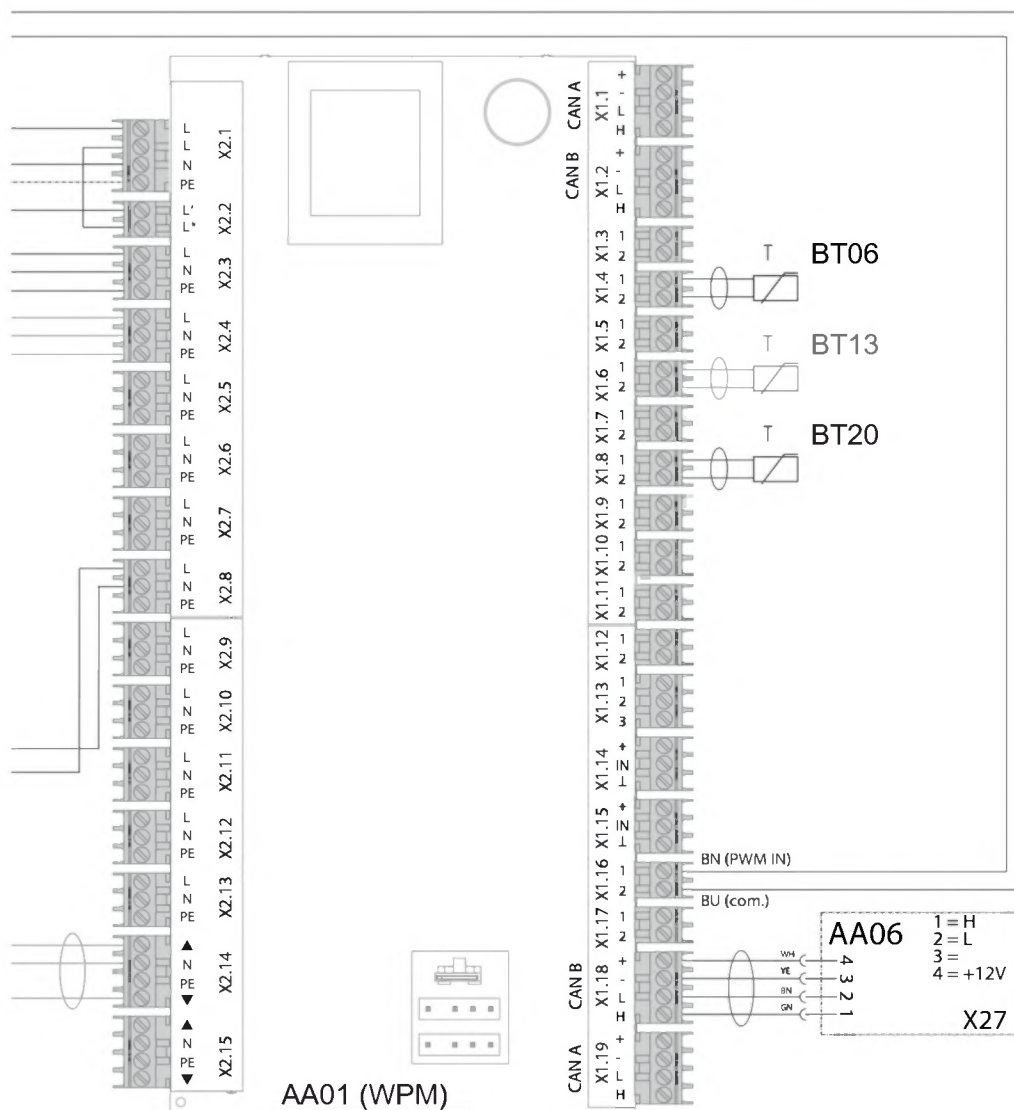 L
L
N
PE
X2.1
L'
L*
X2.2
L
N
PE
X2.3
L
N
PE
X2.4
L
N
PE
X2.5
L
N
PE
X2.6
L
N
PE
X2.7
L
N
PE
X2.8
L
N
PE
X2.9
L
N
PE
X2.10
L
N
PE
X2.11
L
N
PE
X2.12
L
N
PE
X2.13
▲
N
PE
▼
X2.14
▲
N
PE
▼
X2.15
AA01 (WPM)
CAN A
X1.1
+
-
L
H
CAN B
X1.2
+
-
L
H
X1.3
1
2
X1.4
1
2
X1.5
1
2
X1.6
1
2
X1.7
1
2
X1.8
1
2
X1.9
1
2
X1.10
1
2
X1.11
1
2
X1.12
1
2
X1.13
1
2
3
X1.14
+
IN
⊥
X1.15
+
IN
⊥
X1.16
1
2
X1.17
1
2
CAN B
X1.18
+
-
L
H
CAN A
X1.19
+
-
L
H
T
BT06
T
BT13
T
BT20
BN (PWM IN)
BU (com.)
WH
YE
BN
GN
4
3
2
1
AA06
1 = H
2 = L
3 =
4 = +12V
X27